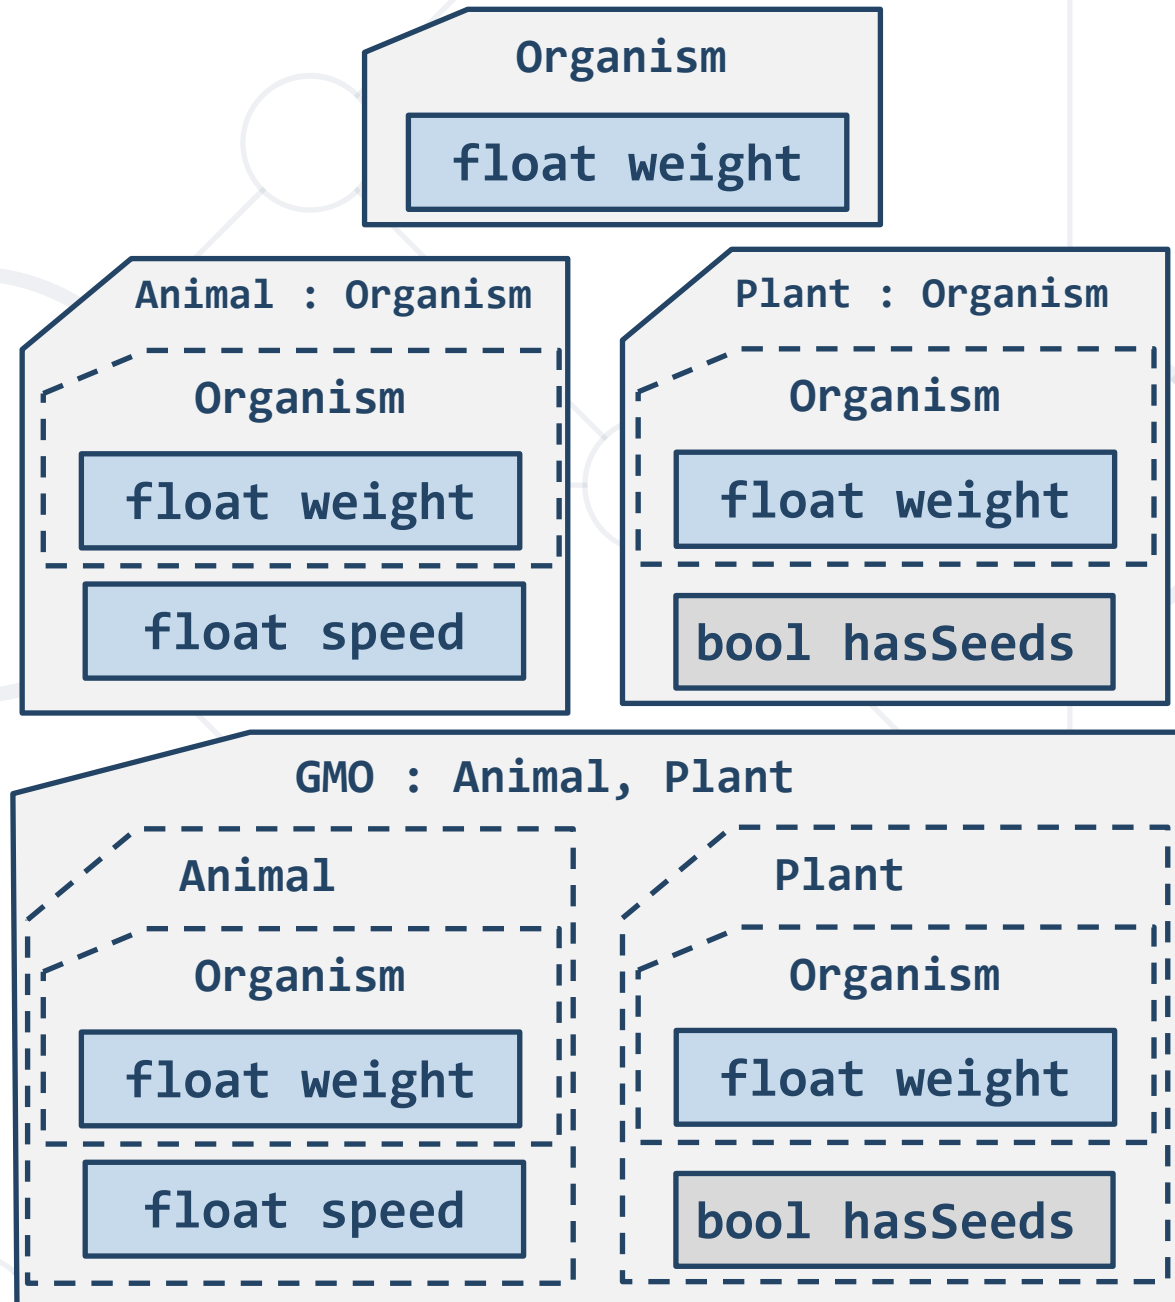 Organism
float weight
Animal : Organism
Organism
float weight
float speed
Plant : Organism
Organism
float weight
bool hasSeeds
GMO : Animal, Plant
Animal
Organism
float weight
float speed
Plant
Organism
float weight
bool hasSeeds